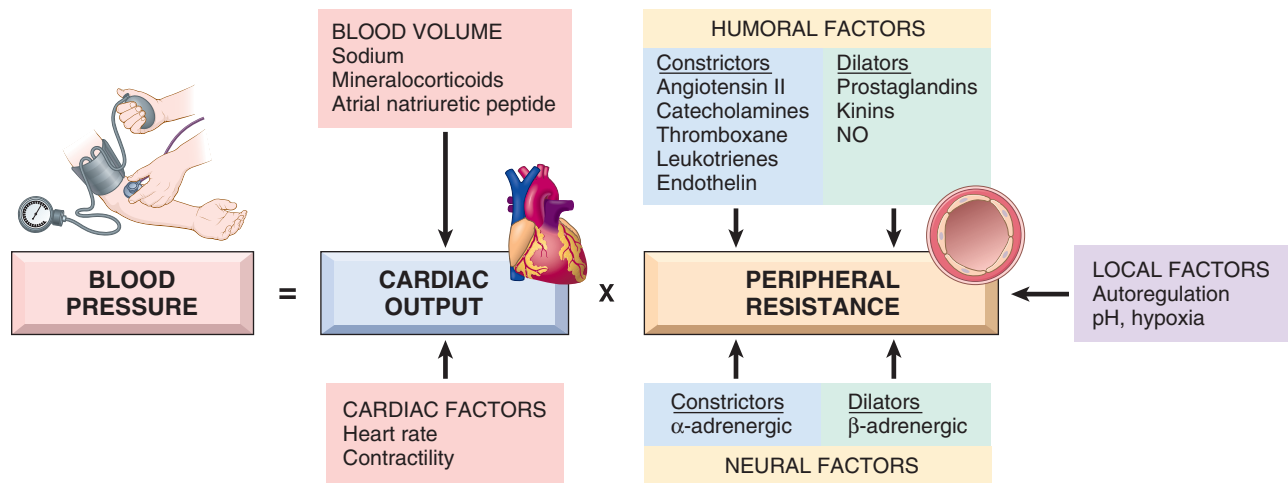 BLOOD VOLUME
Sodium
Mineralocorticoids
Atrial natriuretic peptide
HUMORAL FACTORS
Constrictors
Angiotensin II
Catecholamines
Thromboxane
Leukotrienes
Endothelin
Dilators
Prostaglandins
Kinins
NO
BLOOD
PRESSURE
=
CARDIAC
OUTPUT
x
PERIPHERAL
RESISTANCE
LOCAL FACTORS
Autoregulation
pH, hypoxia
CARDIAC FACTORS
Heart rate
Contractility
Constrictors
α-adrenergic
Dilators
β-adrenergic
NEURAL FACTORS